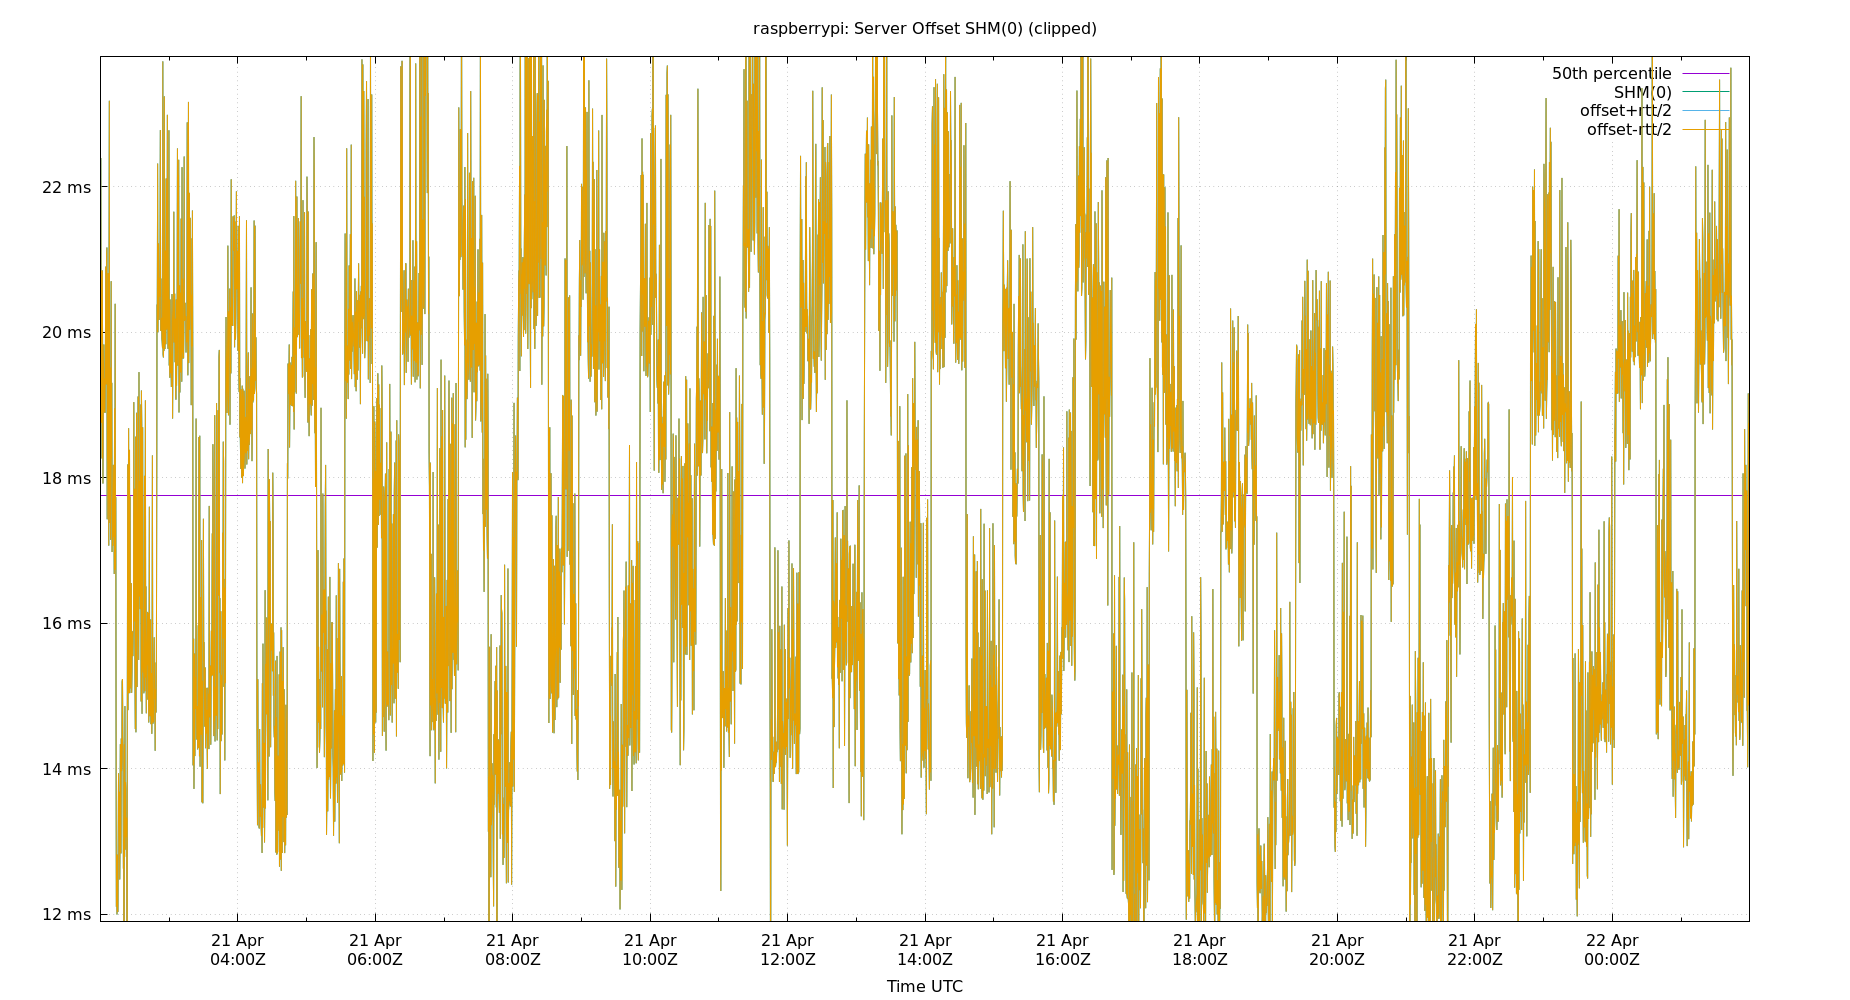 raspberrypi: Server Offset SHM(0) (clipped)
50th percentile
SHM(0)
offset+rtt/2
offset-rtt/2
22 ms
20 ms
18 ms
16 ms
14 ms
12 ms
21 Apr 21 Apr 21 Apr 21 Apr 21 Apr 21 Apr 21 Apr 21 Apr 21 Apr 21 Apr 22 Apr
04:00Z 06:00Z 08:00Z 10:00Z 12:00Z 14:00Z 16:00Z 18:00Z 20:00Z 22:00Z 00:00Z
Time UTC